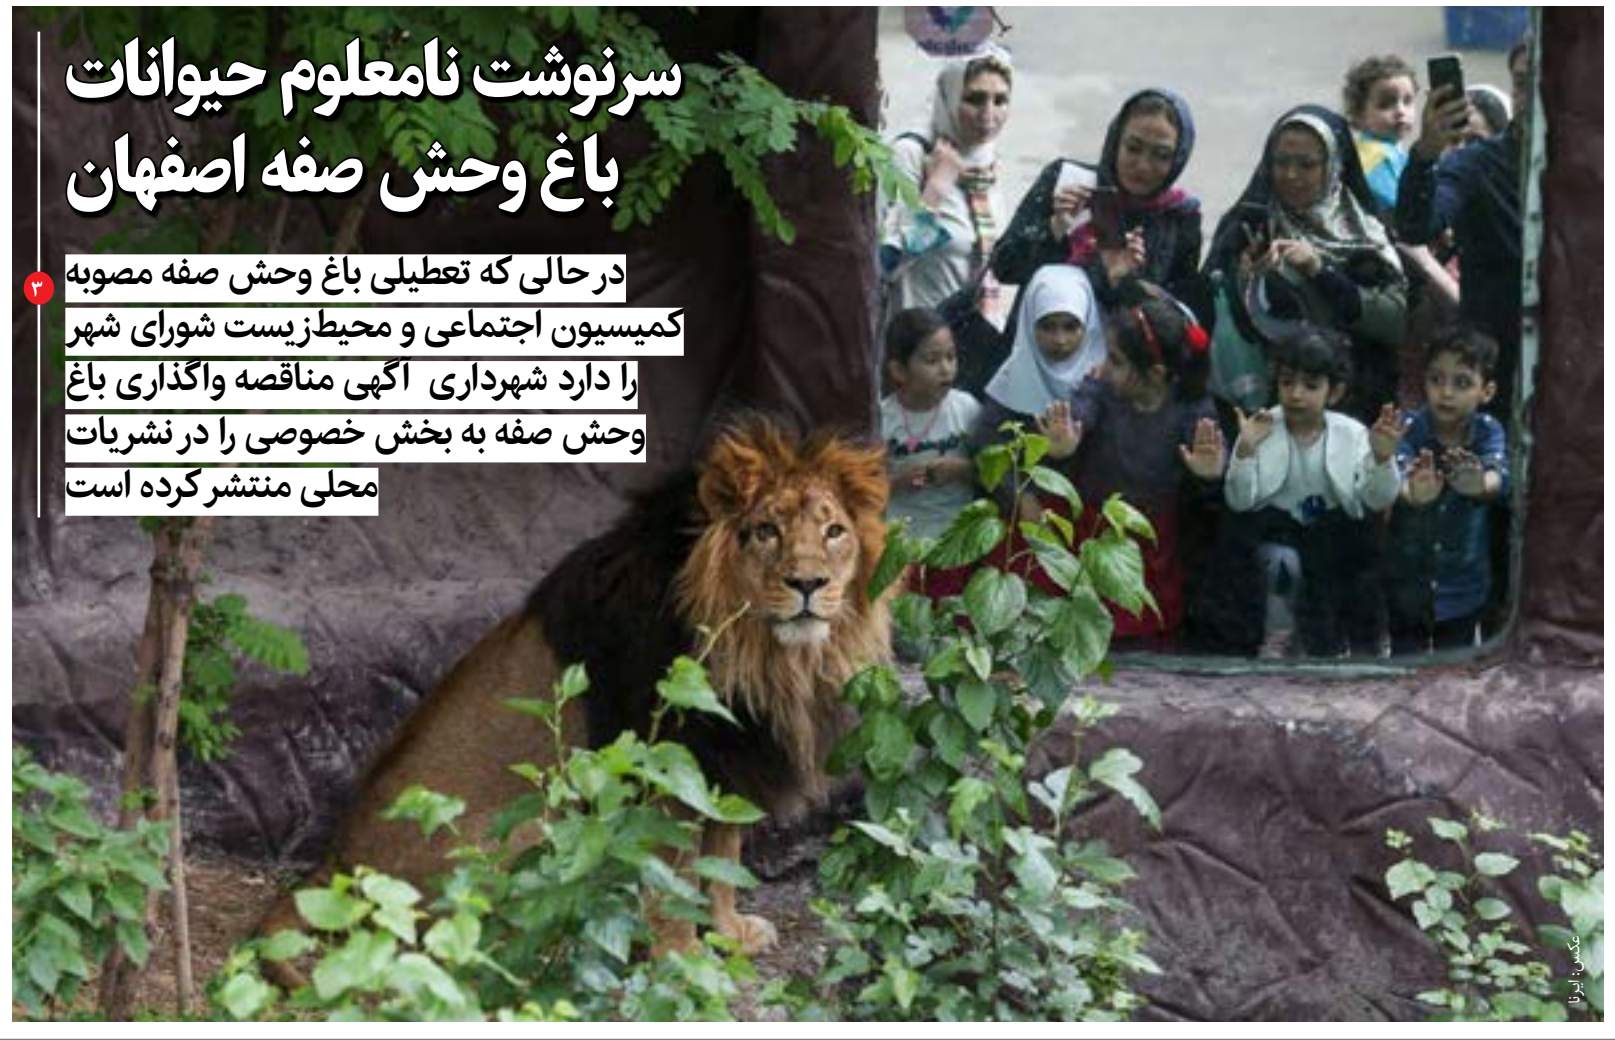 سرنوشت نامعلوم حیوانات
باغ وحش صفه اصفهان
در حالی که تعطیلی باغ وحش صفه مصوبه
کمیسیون اجتماعی و محیط‌زیست شورای شهر
را دارد شهرداری آگهی مناقصه واگذاری باغ
وحش صفه به بخش خصوصی را در نشریات
محلی منتشر کرده است
۳
عکس: ایرنا